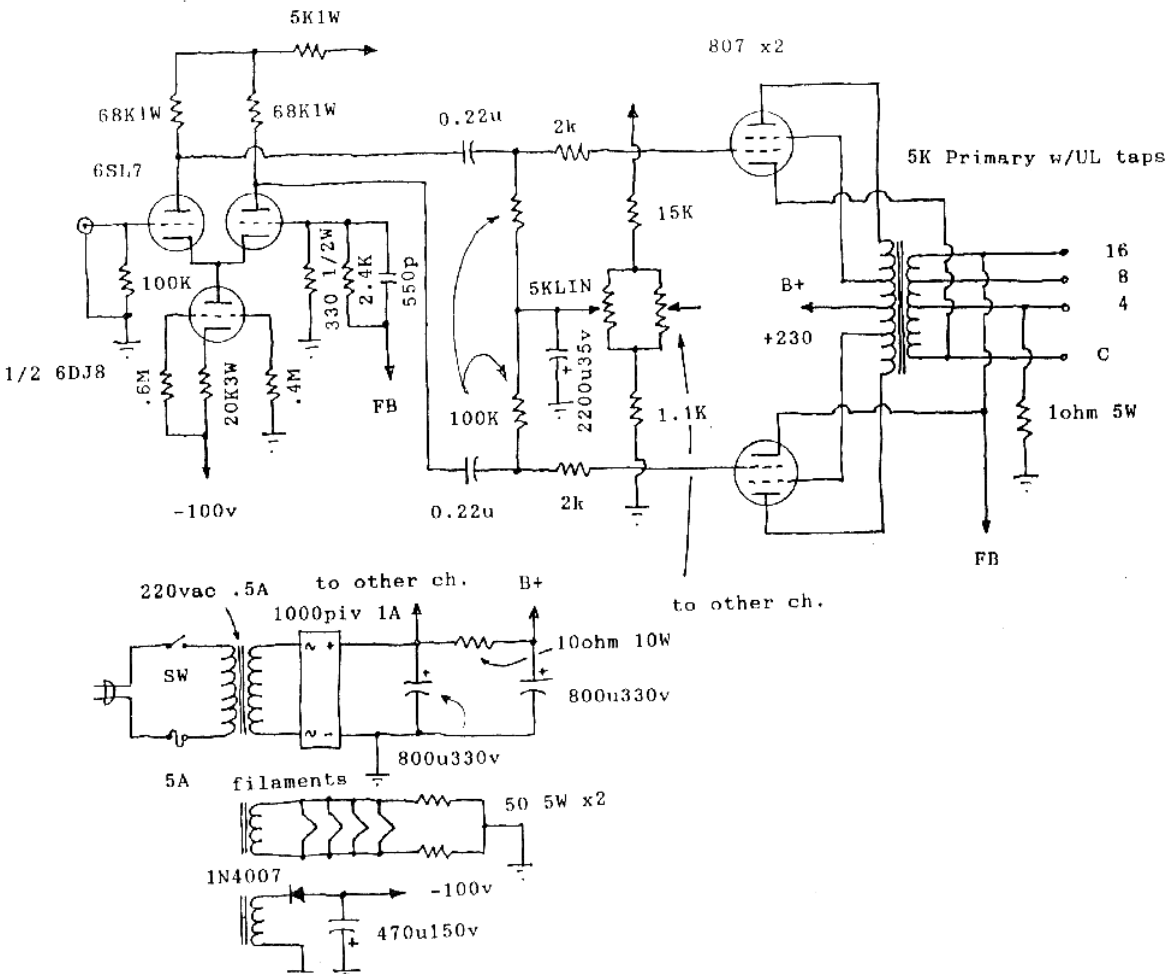 5K1W
807 x2
68K1W
68K1W
0.22u
2k
6SL7
5K Primary w/UL taps
15K
16
8
4
C
100K
330 1/2W
2.4K
550p
5KLIN
B+
+230
2200u35v
1/2 6DJ8
.6M
20K3W
.4M
FB
100K
1.1K
1ohm 5W
-100v
0.22u
2k
FB
220vac .5A
to other ch.
B+
to other ch.
1000piv 1A
10ohm 10W
SW
~ +
+
+
800u330v
~ -
800u330v
5A
filaments
50 5W x2
1N4007
-100v
470u150v
+
+